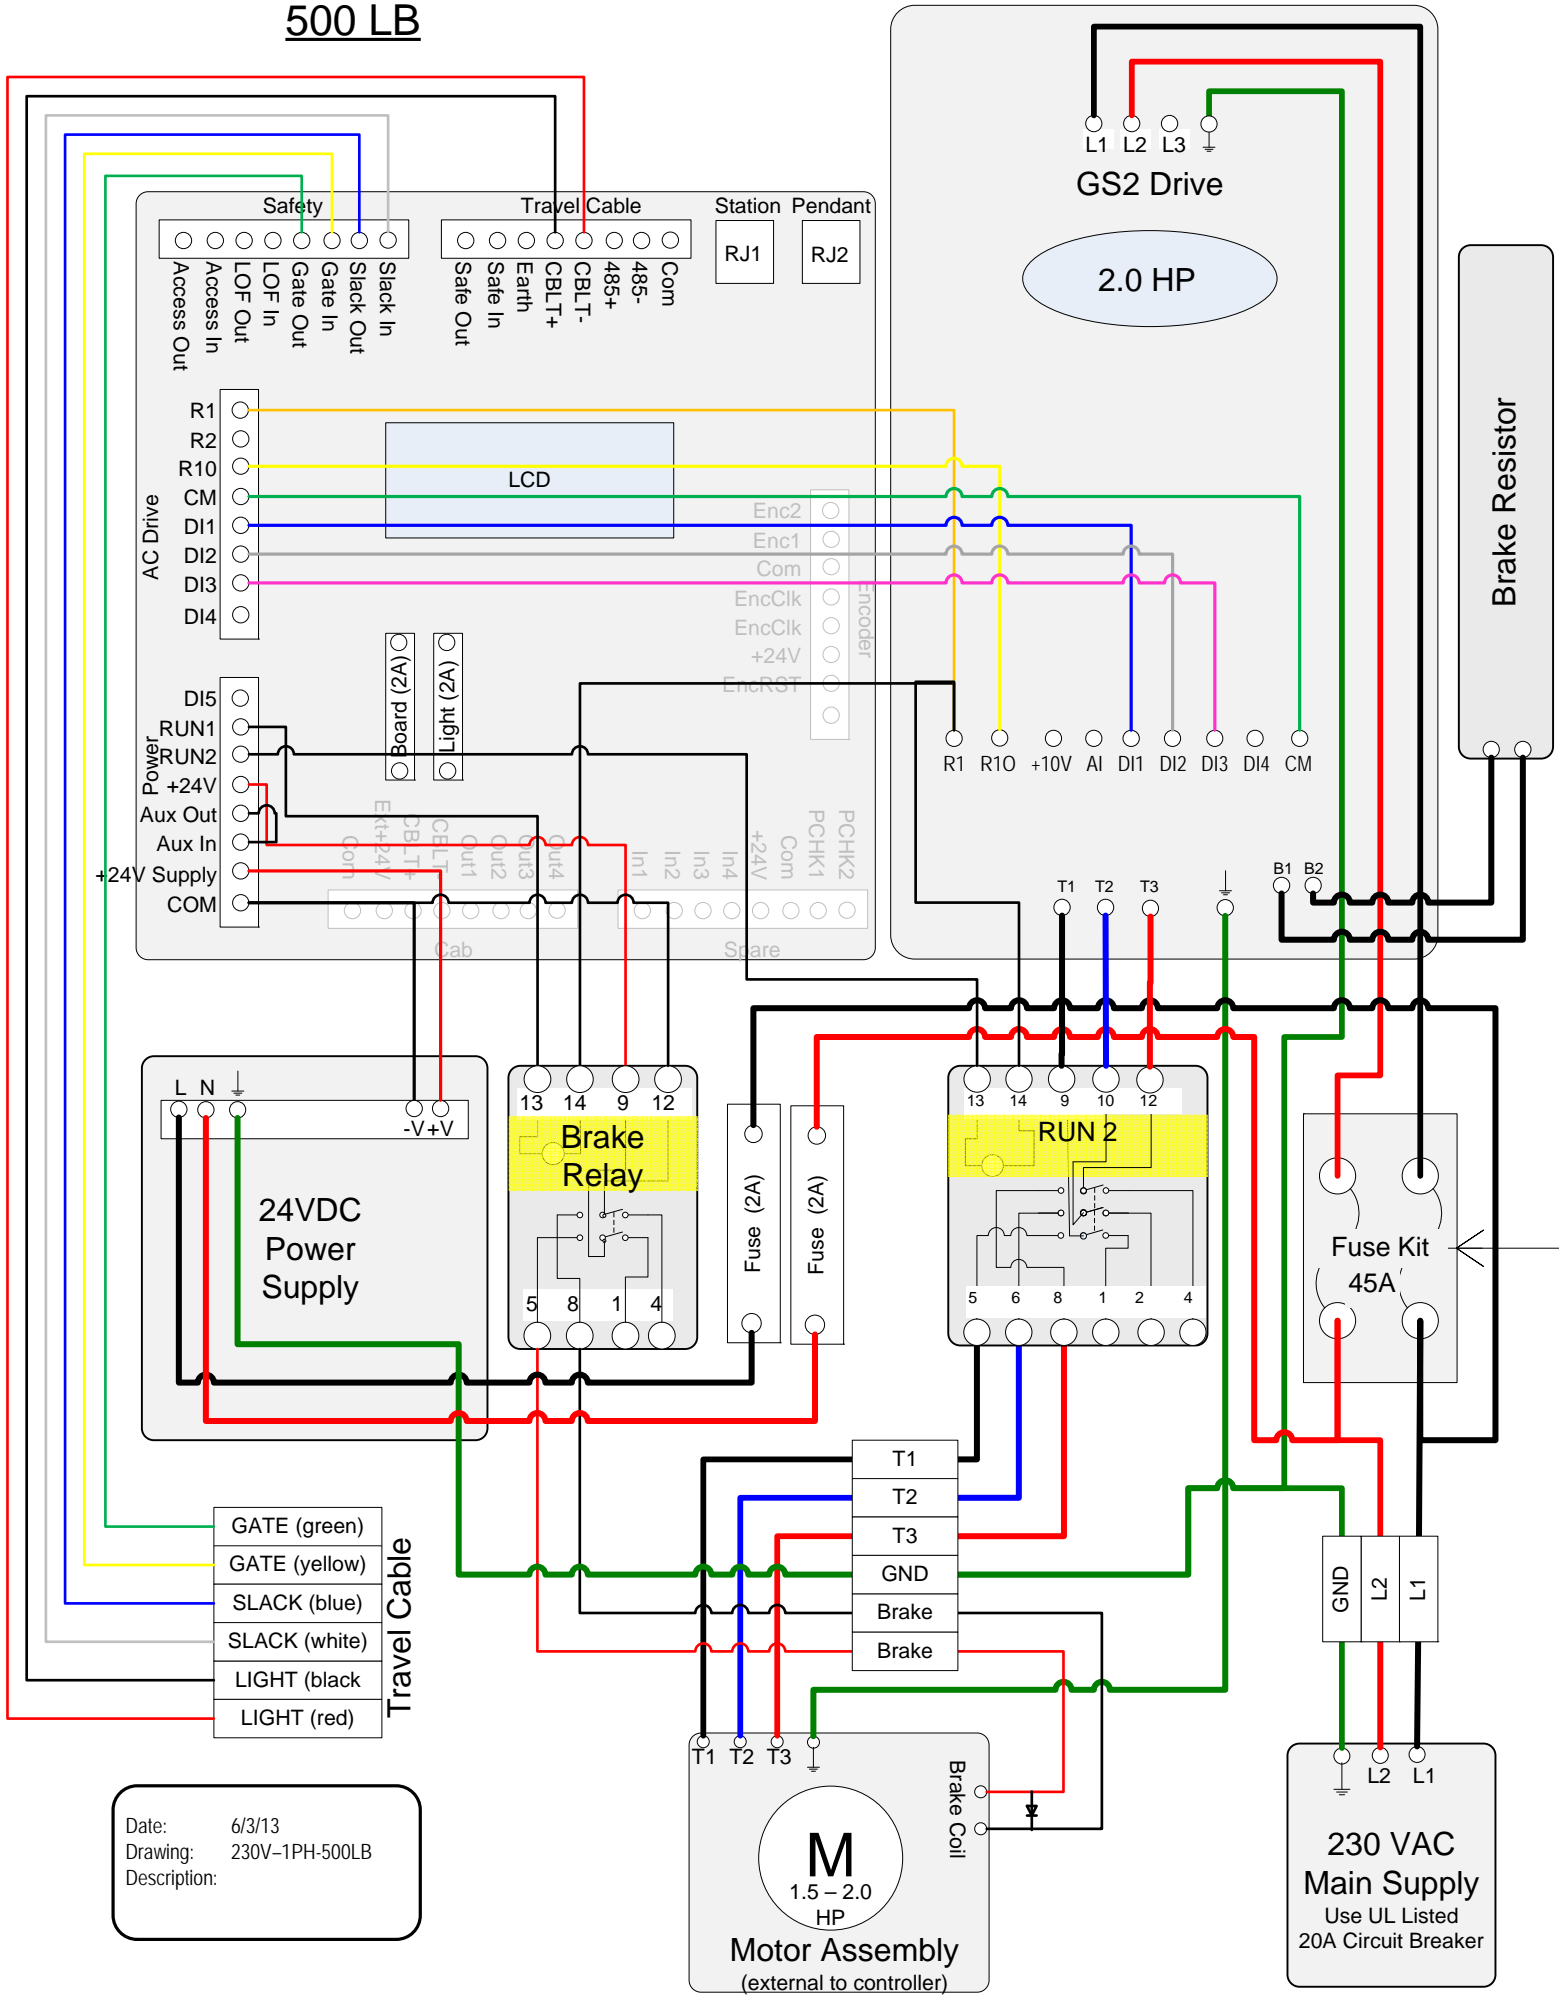 500 LB
L1 L2 L3
GS2 Drive
2.0 HP
Safety
Travel Cable
Station
Pendant
RJ1
RJ2
Access Out
Access In
LOF Out
LOF In
Gate Out
Gate In
Slack Out
Slack In
Safe Out
Safe In
Earth
CBLT+
CBLT-
485+
485-
Com
AC Drive
R1
R2
R10
CM
DI1
DI2
DI3
DI4
LCD
Enc2
Enc1
Com
EncClk
EncClk
+24V
EncRST
Encoder
Brake Resistor
Board (2A)
Light (2A)
Power
DI5
RUN1
RUN2
+24V
Aux Out
Aux In
+24V Supply
COM
R1 R1O +10V AI DI1 DI2 DI3 DI4 CM
Com
Ext+24V
CBLT+
CBLT-
Out1
Out2
Out3
Out4
Cab
In1
In2
In3
In4
+24V
Com
PCHK1
PCHK2
Spare
T1 T2 T3
B1 B2
L N
-V +V
24VDC
Power
Supply
13 14 9 12
Brake
Relay
5 8 1 4
Fuse (2A)
Fuse (2A)
13 14 9 10 12
RUN 2
5 6 8 1 2 4
Fuse Kit
45A
T1
T2
T3
GND
Brake
Brake
GATE (green)
GATE (yellow)
SLACK (blue)
SLACK (white)
LIGHT (black
LIGHT (red)
Travel Cable
GND
L2
L1
T1 T2 T3
Brake Coil
M
1.5 – 2.0
HP
Motor Assembly
(external to controller)
L2 L1
230 VAC
Main Supply
Use UL Listed
20A Circuit Breaker
Date: 6/3/13
Drawing: 230V–1PH-500LB
Description: